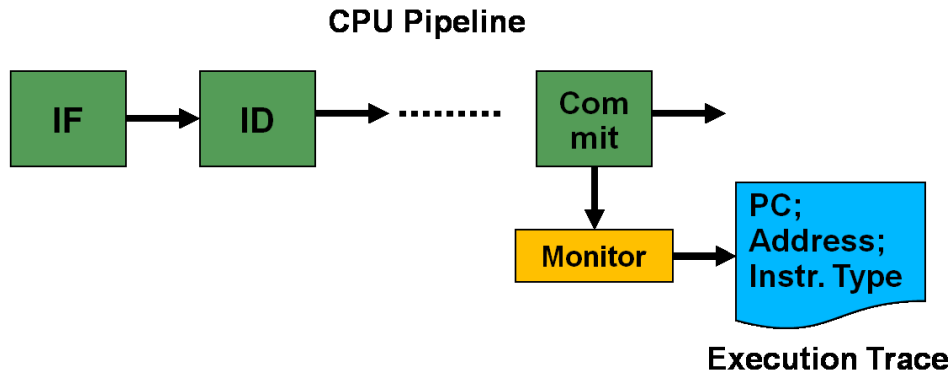 CPU Pipeline
IF
ID
Com
mit
Monitor
PC;
Address;
Instr. Type
Execution Trace